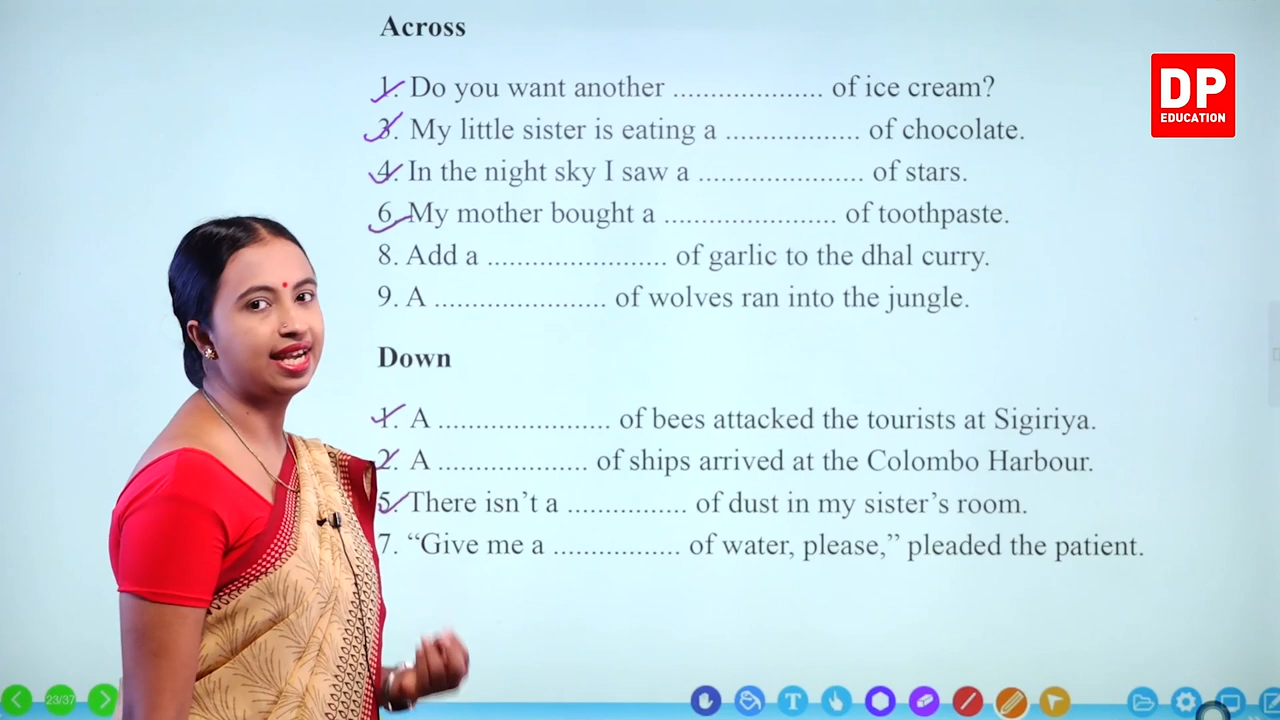 Across
DP
EDUCATION
1. Do you want another ..................... of ice cream?
3. My little sister is eating a ................... of chocolate.
4. In the night sky I saw a ....................... of stars.
6. My mother bought a ........................ of toothpaste.
8. Add a ......................... of garlic to the dhal curry.
9. A ........................ of wolves ran into the jungle.
Down
1. A ........................ of bees attacked the tourists at Sigiriya.
2. A ..................... of ships arrived at the Colombo Harbour.
5. There isn't a ................. of dust in my sister's room.
7. “Give me a .................. of water, please,” pleaded the patient.
23/37